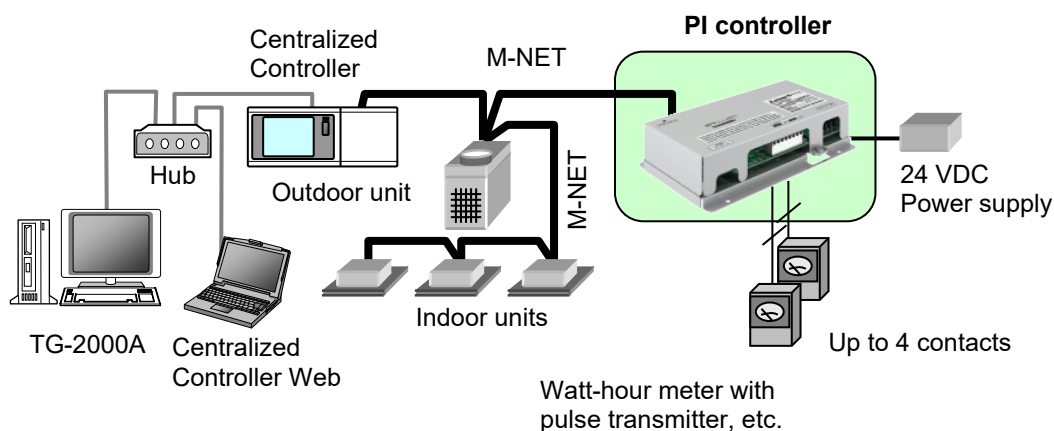 PI controller
Centralized
Controller
M-NET
Hub
Outdoor unit
M-NET
24 VDC
Power supply
Indoor units
TG-2000A
Centralized
Controller Web
Up to 4 contacts
Watt-hour meter with
pulse transmitter, etc.